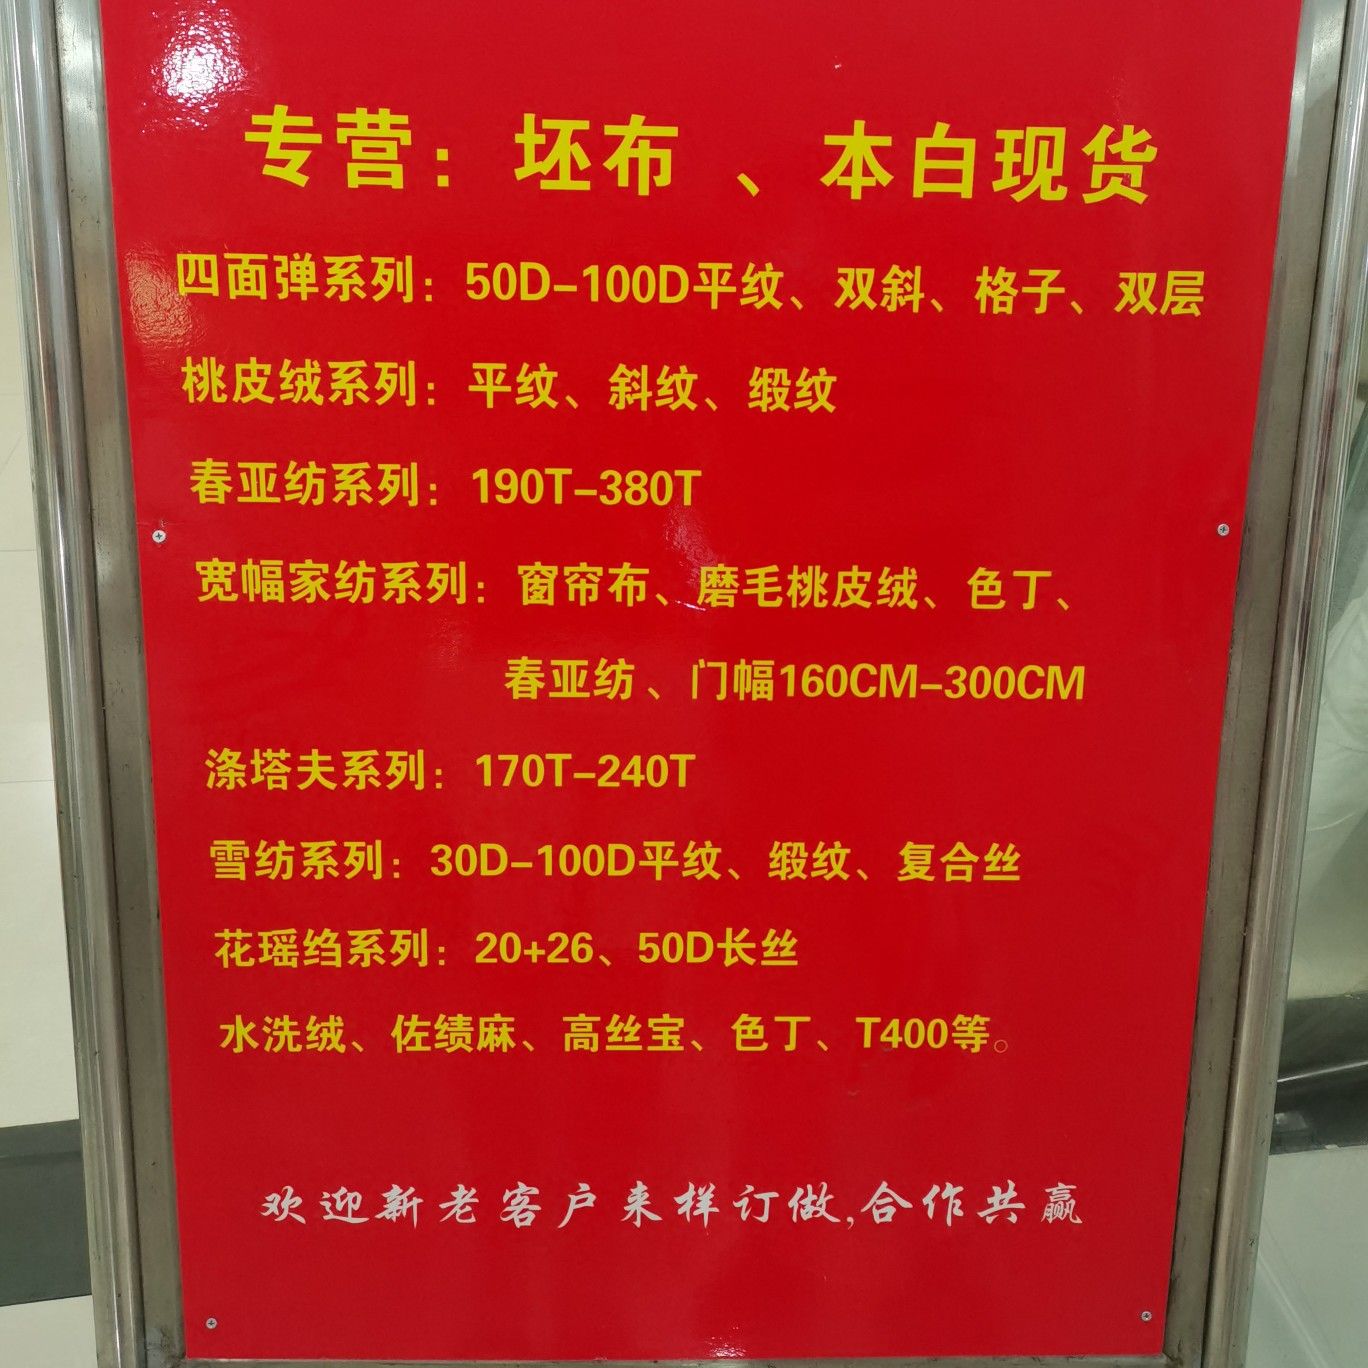 专营：坯布、本白现货
四面弹系列：50D-100D平纹、双斜、格子、双层
桃皮绒系列：平纹、斜纹、缎纹
春亚纺系列：190T-380T
宽幅家纺系列：窗帘布、磨毛桃皮绒、色丁、
春亚纺、门幅160CM-300CM
涤塔夫系列：170T-240T
雪纺系列：30D-100D平纹、缎纹、复合丝
花瑶绉系列：20+26、50D长丝
水洗绒、佐绩麻、高丝宝、色丁、T400等。
欢迎新老客户来样订做,合作共赢